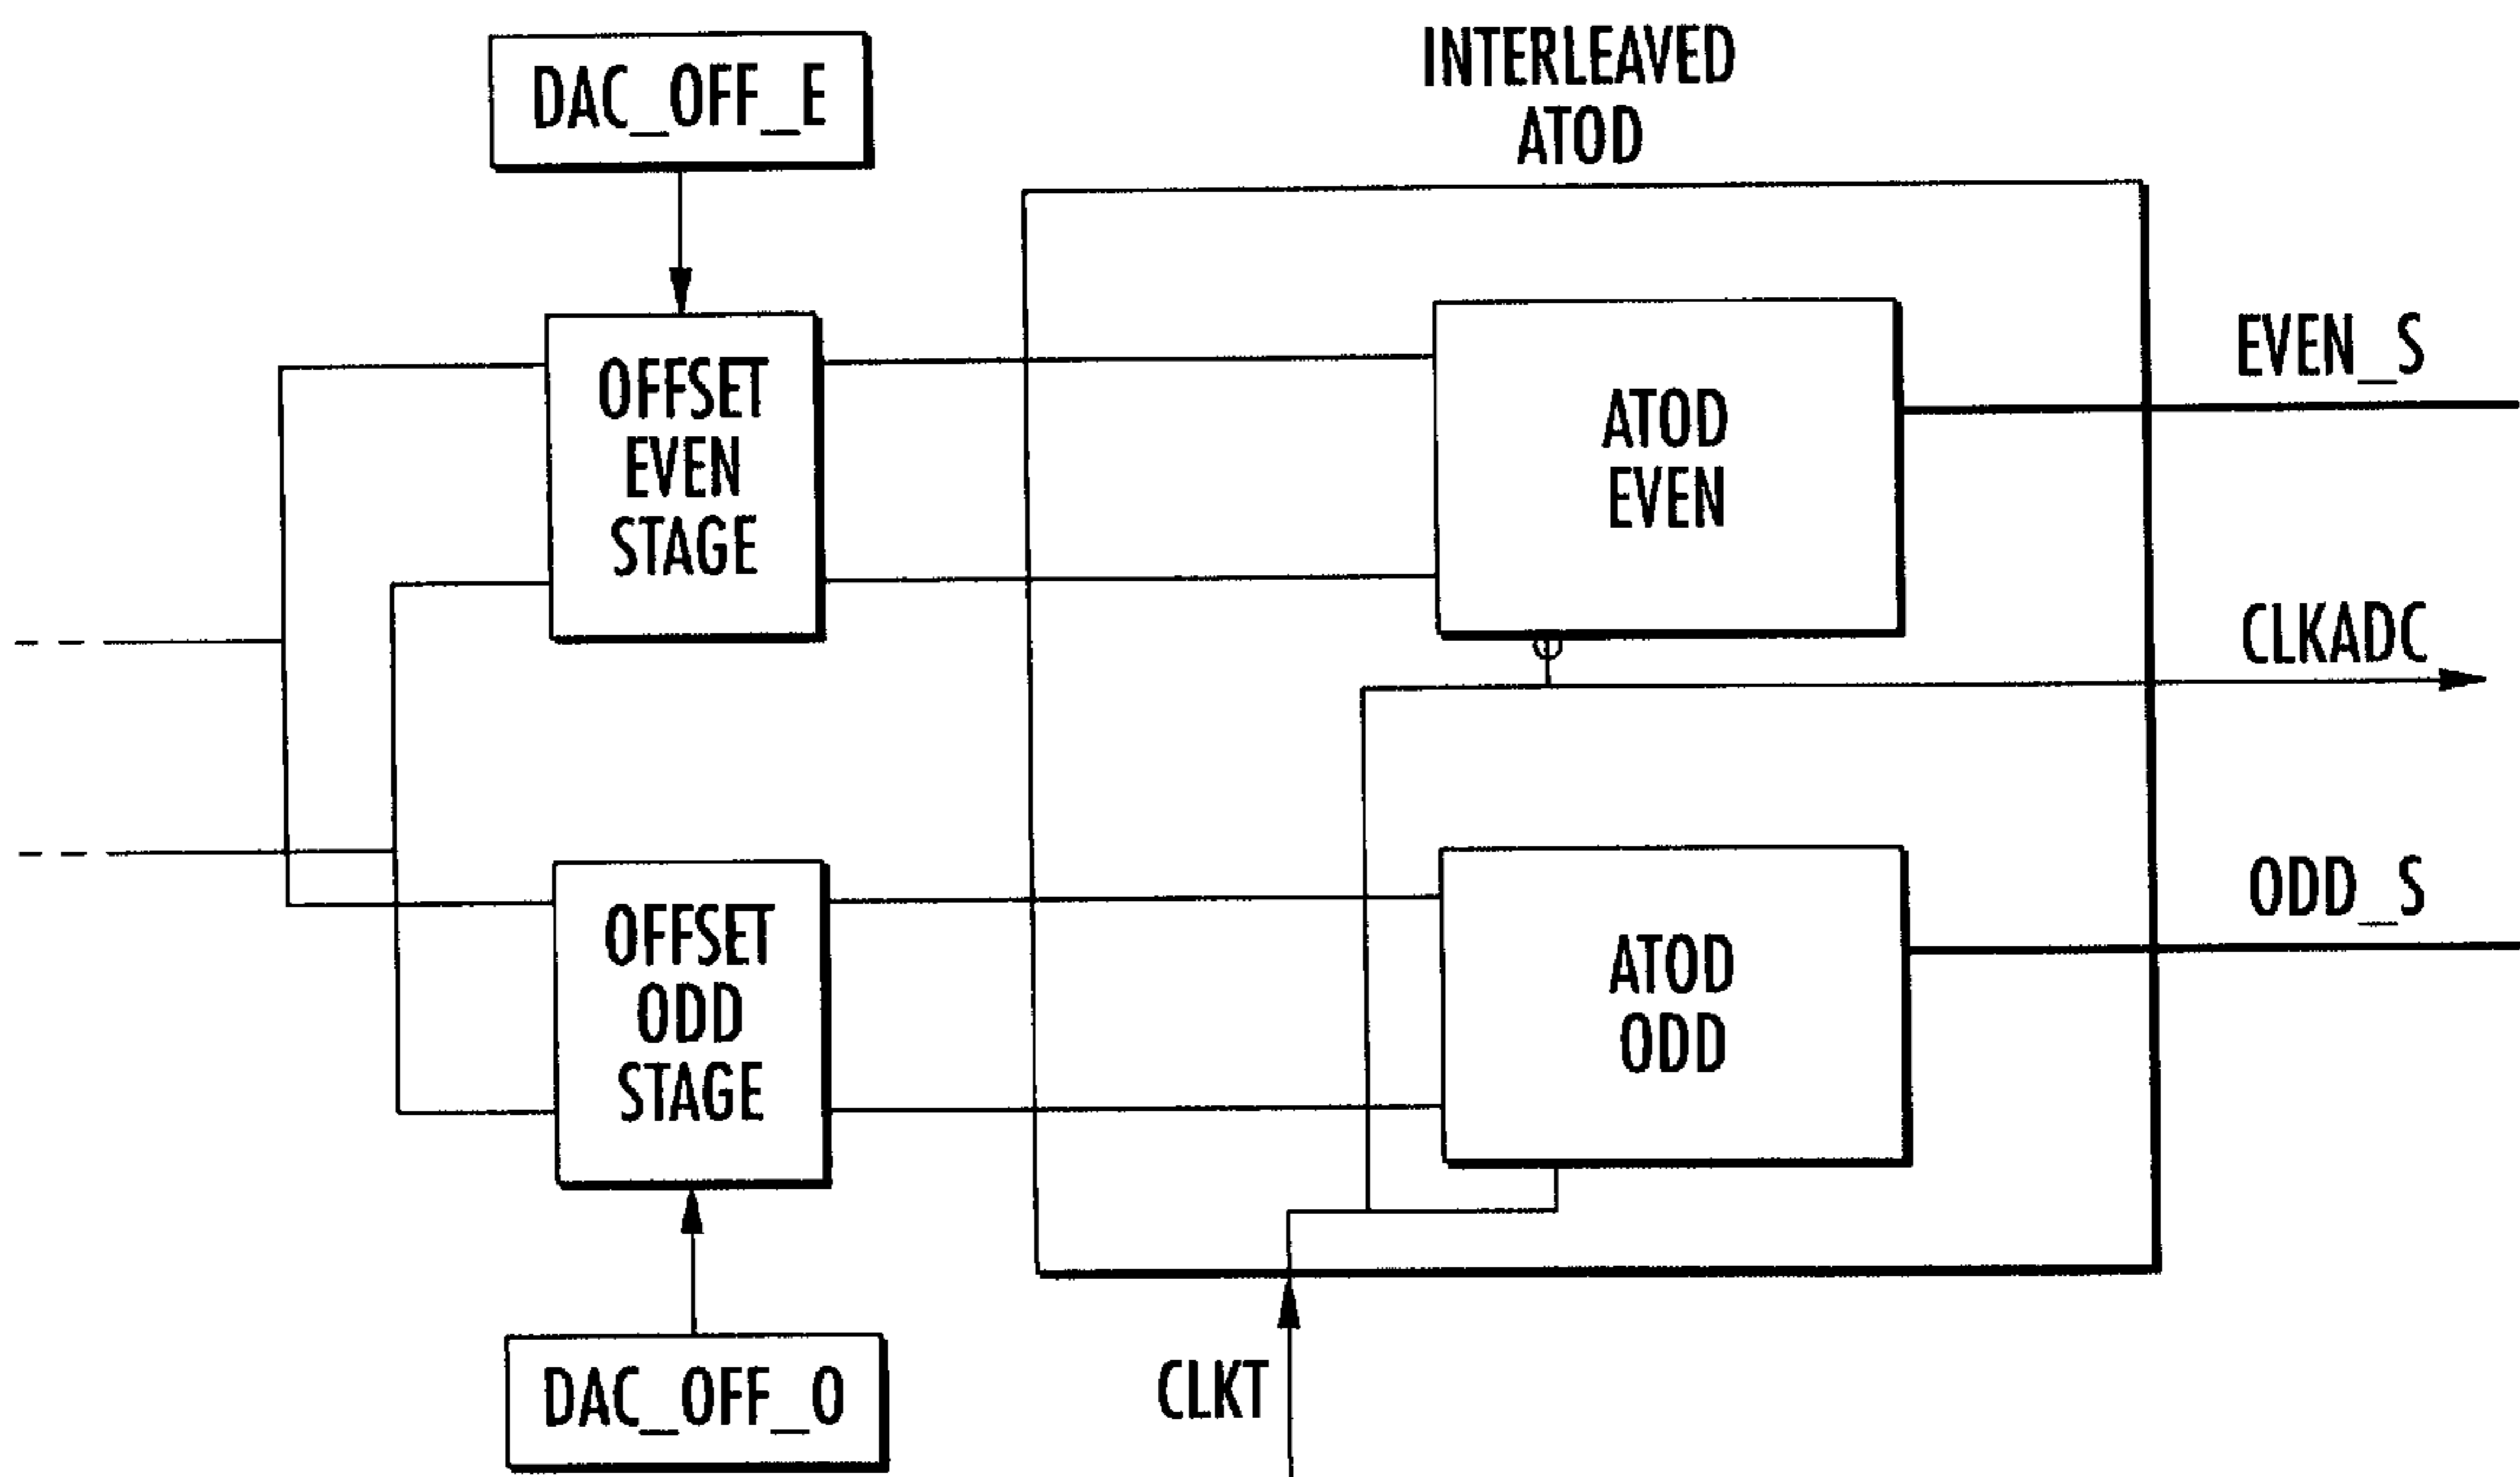 DAC_OFF_E
INTERLEAVED
ATOD
OFFSET
EVEN
STAGE
ATOD
EVEN
EVEN_S
CLKADC
OFFSET
ODD
STAGE
ATOD
ODD
ODD_S
DAC_OFF_O
CLKT